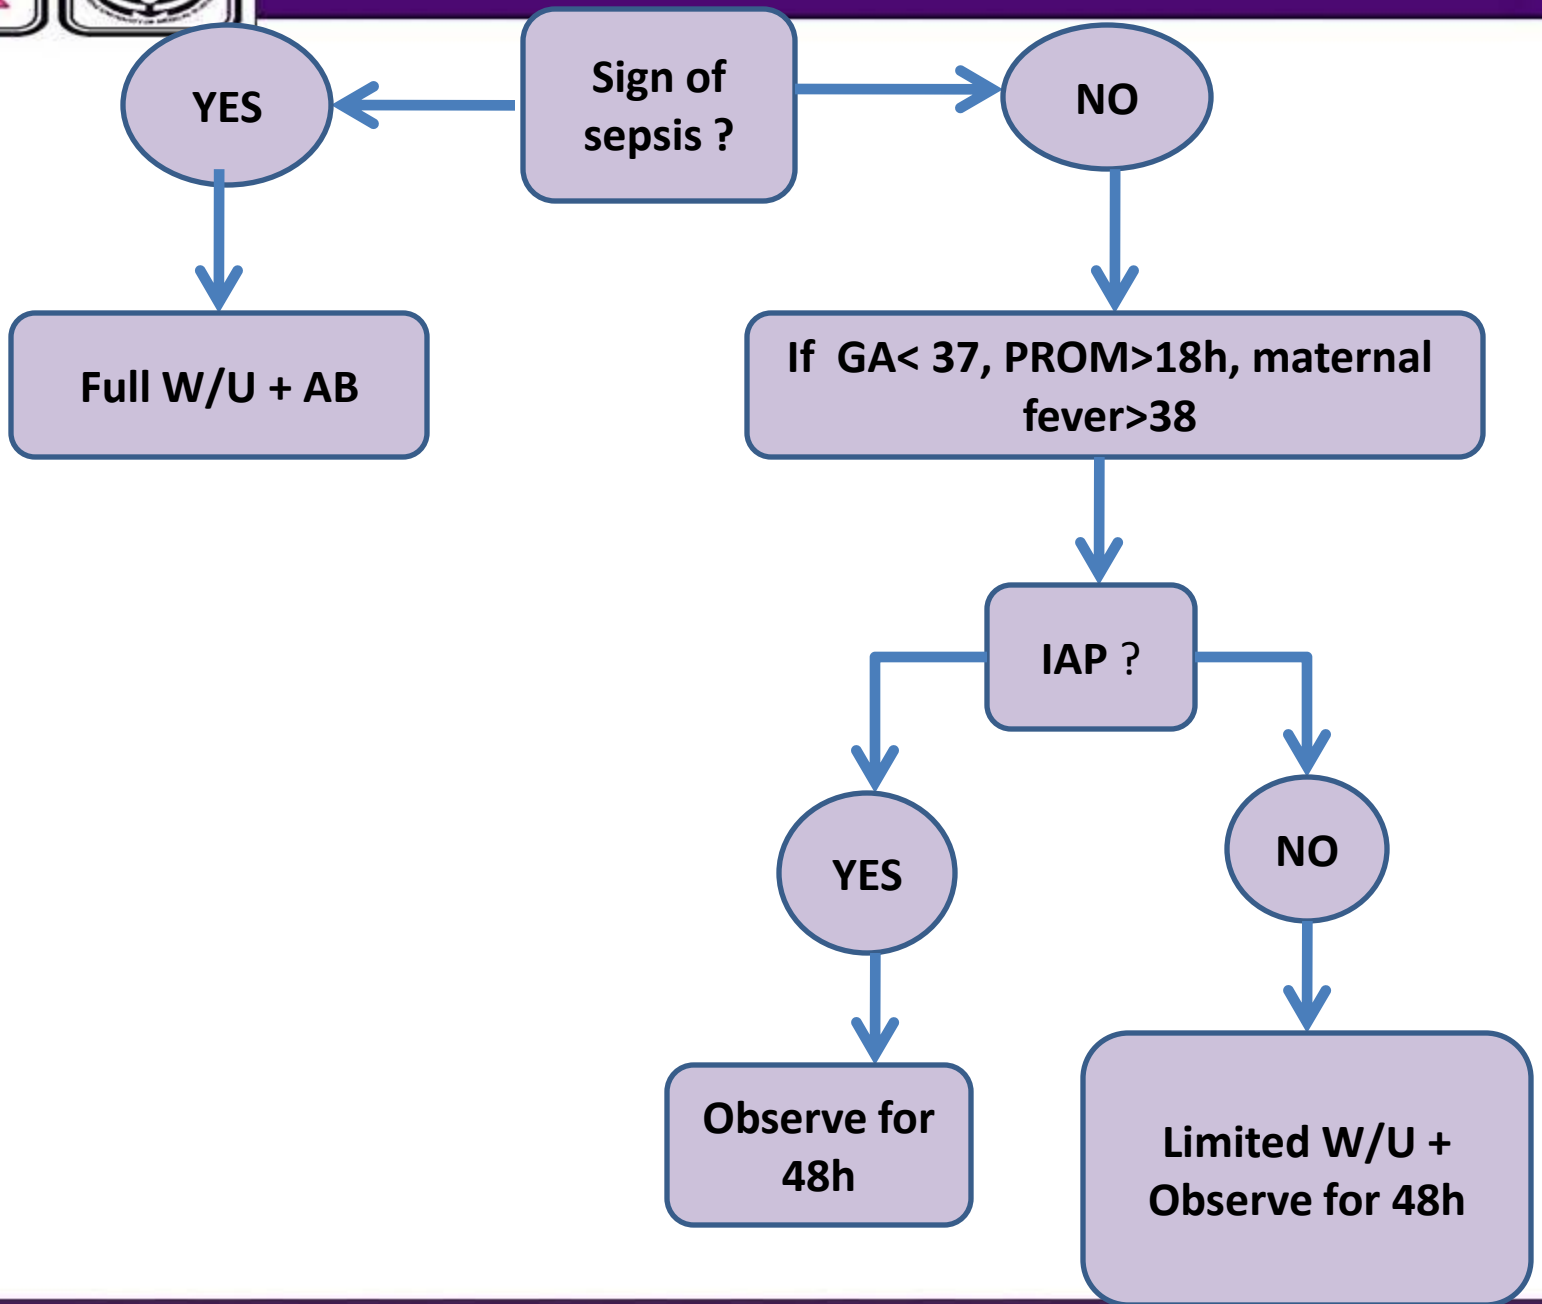 Sign of
sepsis ?
YES
NO
Full W/U + AB
If GA< 37, PROM>18h, maternal
fever>38
IAP ?
YES
NO
Observe for
48h
Limited W/U +
Observe for 48h